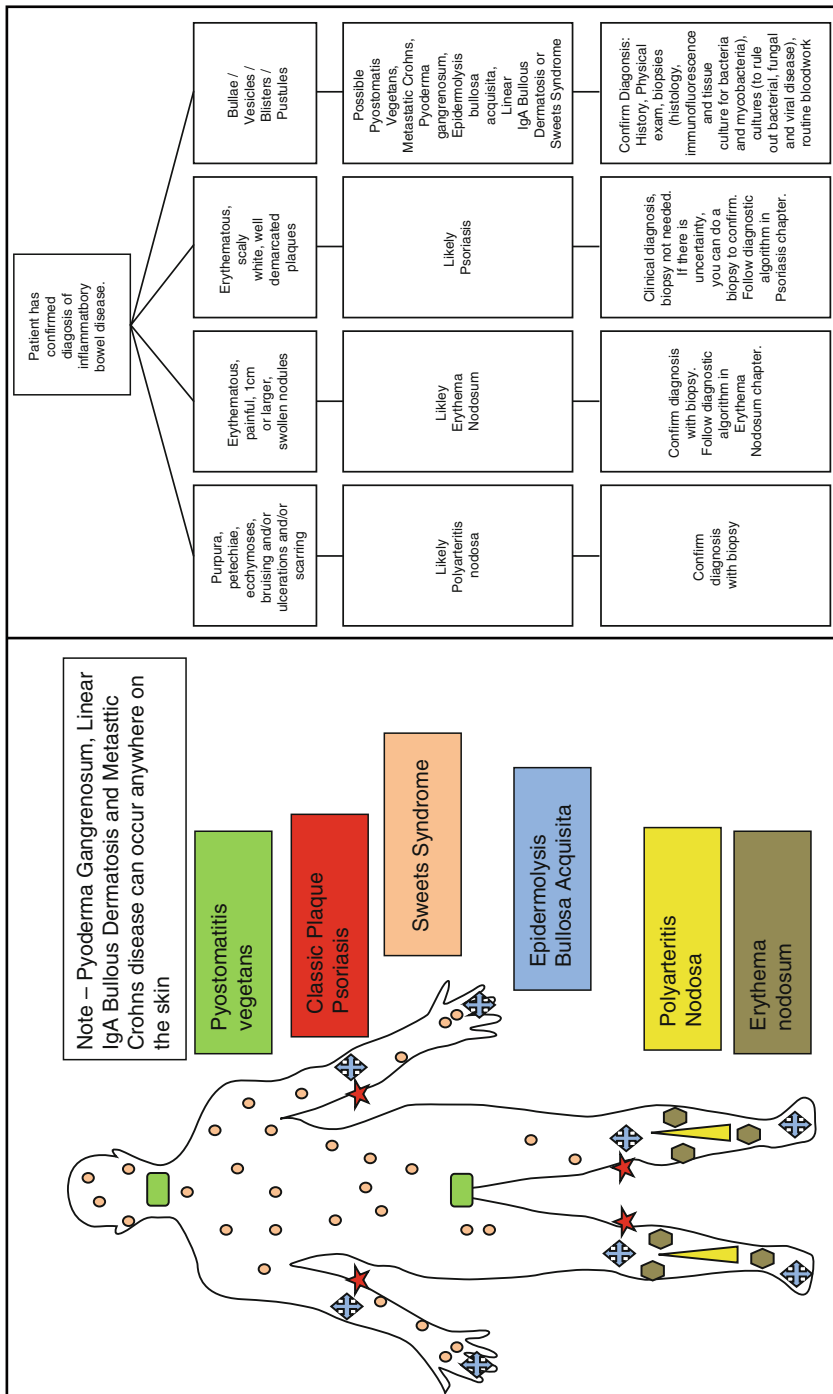 Note – Pyoderma Gangrenosum, Linear
IgA Bullous Dermatosis and Metasttic
Crohns disease can occur anywhere on
the skin
Pyostomatitis
vegetans
Classic Plaque
Psoriasis
Sweets Syndrome
Epidermolysis
Bullosa Acquisita
Polyarteritis
Nodosa
Erythema
nodosum
Patient has
confirmed
diagosis of
inflammatbory
bowel disease.
Purpura,
petechiae,
ecchymoses,
bruising and/or
ulcerations and/or
scarring
Likely
Polyarteritis
nodosa
Confirm
diagnosis
with biopsy
Erythematous,
painful, 1cm
or larger,
swollen nodules
Likley
Erythema
Nodosum
Confirm diagnosis
with biopsy.
Follow diagnostic
algorithm in
Erythema
Nodosum chapter.
Erythematous,
scaly
white, well
demarcated
plaques
Likely
Psoriasis
Clinical diagnosis,
biopsy not needed.
If there is
uncertainty,
you can do a
biopsy to confirm.
Follow diagnostic
algorithm in
Psoriasis chapter.
Bullae /
Vesicles /
Blisters /
Pustules
Possible
Pyostomatis
Vegetans,
Metastatic Crohns,
Pyoderma
gangrenosum,
Epidermolysis
bullosa
acquisita,
Linear
IgA Bullous
Dermatosis or
Sweets Syndrome
Confirm Diagonsis:
History, Physical
exam, biopsies
(histology,
immunofluorescence
and tissue
culture for bacteria
and mycobacteria),
cultures (to rule
out bacterial, fungal
and viral disease),
routine bloodwork